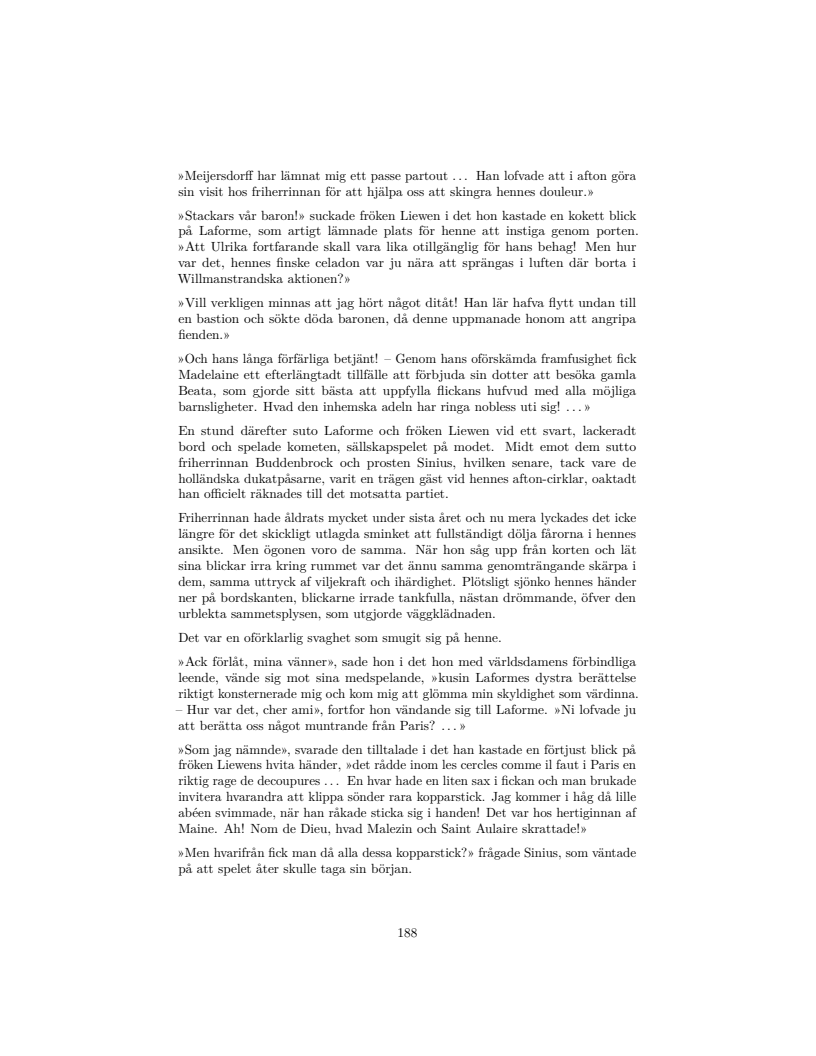 »Meijersdorff har lämnat mig ett passe partout ... Han lofvade att i afton göra
sin visit hos friherrinnan för att hjälpa oss att skingra hennes douleur.»
»Stackars vår baron!» suckade fröken Liewen i det hon kastade en kokett blick
på Laforme, som artigt lämnade plats för henne att instiga genom porten.
»Att Ulrika fortfarande skall vara lika otillgänglig för hans behag! Men hur
var det, hennes finske celadon var ju nära att sprängas i luften där borta i
Willmanstrandska aktionen?»
»Vill verkligen minnas att jag hört något ditåt! Han lär hafva flytt undan till
en bastion och sökte döda baronen, då denne uppmanade honom att angripa
fienden.»
»Och hans långa förfärliga betjänt! – Genom hans oförskämda framfusighet fick
Madelaine ett efterlängtadt tillfälle att förbjuda sin dotter att besöka gamla
Beata, som gjorde sitt bästa att uppfylla flickans hufvud med alla möjliga
barnsligheter. Hvad den inhemska adeln har ringa nobless uti sig! ...»
En stund därefter suto Laforme och fröken Liewen vid ett svart, lackeradt
bord och spelade kometen, sällskapspelet på modet. Midt emot dem sutto
friherrinnan Buddenbrock och prosten Sinius, hvilken senare, tack vare de
holländska dukatpåsarne, varit en trägen gäst vid hennes afton-cirklar, oaktadt
han officielt räknades till det motsatta partiet.
Friherrinnan hade åldrats mycket under sista året och nu mera lyckades det icke
längre för det skickligt utlagda sminket att fullständigt dölja fårorna i hennes
ansikte. Men ögonen voro de samma. När hon såg upp från korten och lät
sina blickar irra kring rummet var det ännu samma genomträngande skärpa i
dem, samma uttryck af viljekraft och ihärdighet. Plötsligt sjönko hennes händer
ner på bordskanten, blickarne irrade tankfulla, nästan drömmande, öfver den
urblekta sammetsplysen, som utgjorde väggklädnaden.
Det var en oförklarlig svaghet som smugit sig på henne.
»Ack förlåt, mina vänner», sade hon i det hon med världsdamens förbindliga
leende, vände sig mot sina medspelande, »kusin Laformes dystra berättelse
riktigt konsternerade mig och kom mig att glömma min skyldighet som värdinna.
– Hur var det, cher ami», fortfor hon vändande sig till Laforme. »Ni lofvade ju
att berätta oss något muntrande från Paris? ...»
»Som jag nämnde», svarade den tilltalade i det han kastade en förtjust blick på
fröken Liewens hvita händer, »det rådde inom les cercles comme il faut i Paris en
riktig rage de decoupures ... En hvar hade en liten sax i fickan och man brukade
invitera hvarandra att klippa sönder rara kopparstick. Jag kommer i håg då lille
abéen svimmade, när han råkade sticka sig i handen! Det var hos hertiginnan af
Maine. Ah! Nom de Dieu, hvad Malezin och Saint Aulaire skrattade!»
»Men hvarifrån fick man då alla dessa kopparstick?» frågade Sinius, som väntade
på att spelet åter skulle taga sin början.
188